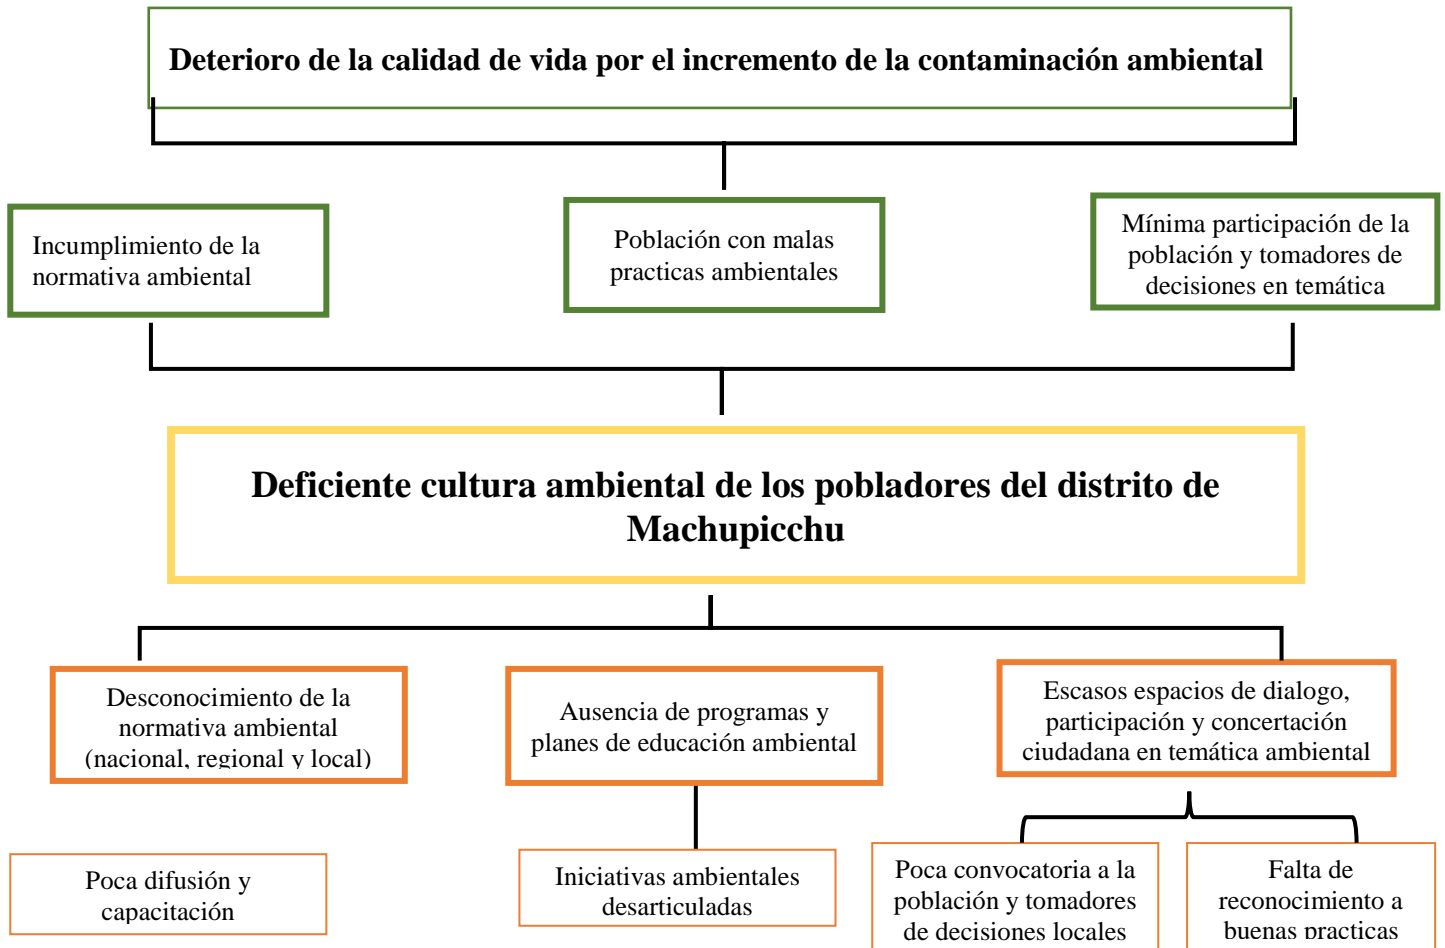 Deterioro de la calidad de vida por el incremento de la contaminación ambiental
Incumplimiento de la
normativa ambiental
Población con malas
practicas ambientales
Mínima participación de la
población y tomadores de
decisiones en temática
Deficiente cultura ambiental de los pobladores del distrito de
Machupicchu
Desconocimiento de la
normativa ambiental
(nacional, regional y local)
Ausencia de programas y
planes de educación ambiental
Escasos espacios de dialogo,
participación y concertación
ciudadana en temática ambiental
Poca difusión y
capacitación
Iniciativas ambientales
desarticuladas
Poca convocatoria a la
población y tomadores
de decisiones locales
Falta de
reconocimiento a
buenas practicas